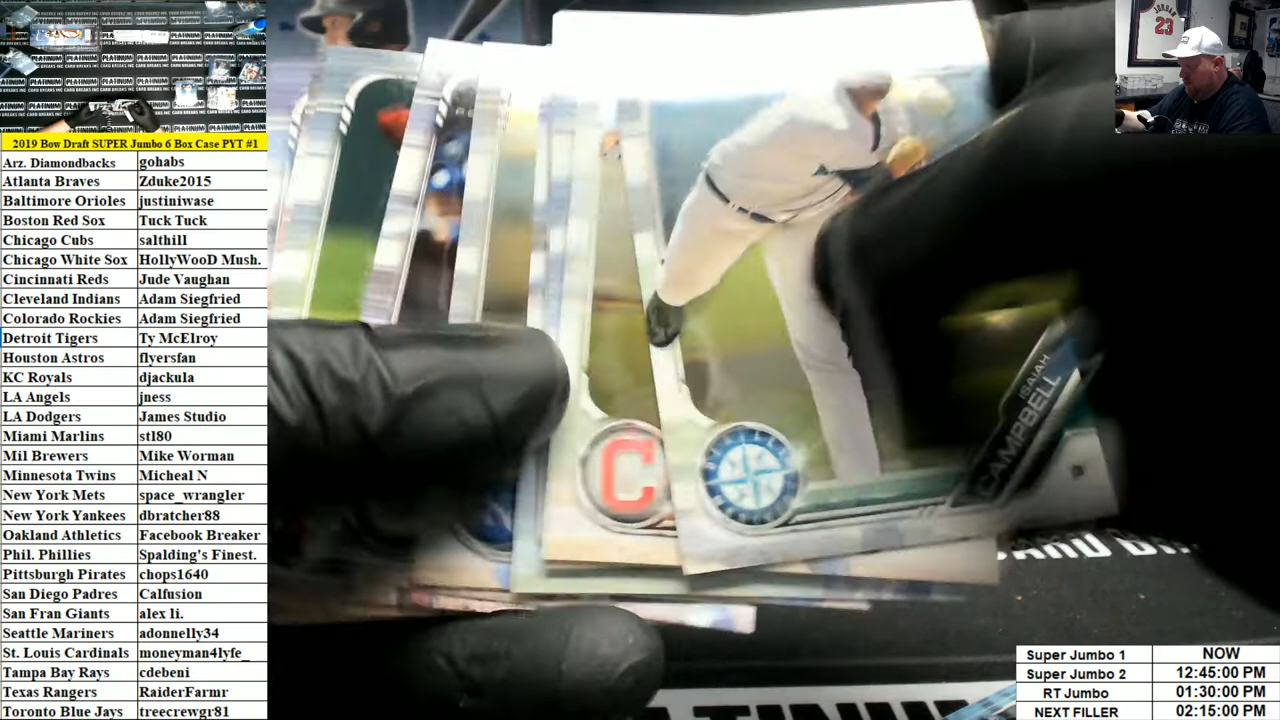 23
PLATINUM
CARD BREAKS INC
2019 Bow Draft SUPER Jumbo 6 Box Case PYT #1
Arz. Diamondbacks gohabs
Atlanta Braves Zduke2015
Baltimore Orioles justiniwase
Boston Red Sox Tuck Tuck
Chicago Cubs salthill
Chicago White Sox HollyWooD Mush.
Cincinnati Reds Jude Vaughan
Cleveland Indians Adam Siegfried
Colorado Rockies Adam Siegfried
Detroit Tigers Ty McElroy
Houston Astros flyersfan
KC Royals djackula
LA Angels jness
LA Dodgers James Studio
Miami Marlins stl80
Mil Brewers Mike Worman
Minnesota Twins Micheal N
New York Mets space_wrangler
New York Yankees dbratcher88
Oakland Athletics Facebook Breaker
Phil. Phillies Spalding's Finest.
Pittsburgh Pirates chops1640
San Diego Padres Calfusion
San Fran Giants alex li.
Seattle Mariners adonnelly34
St. Louis Cardinals moneyman4lyfe_
Tampa Bay Rays cdebeni
Texas Rangers RaiderFarmr
Toronto Blue Jays treecrewgr81
C
ISAIAH
CAMPBELL
Super Jumbo 1 NOW
Super Jumbo 2 12:45:00 PM
RT Jumbo 01:30:00 PM
NEXT FILLER 02:15:00 PM